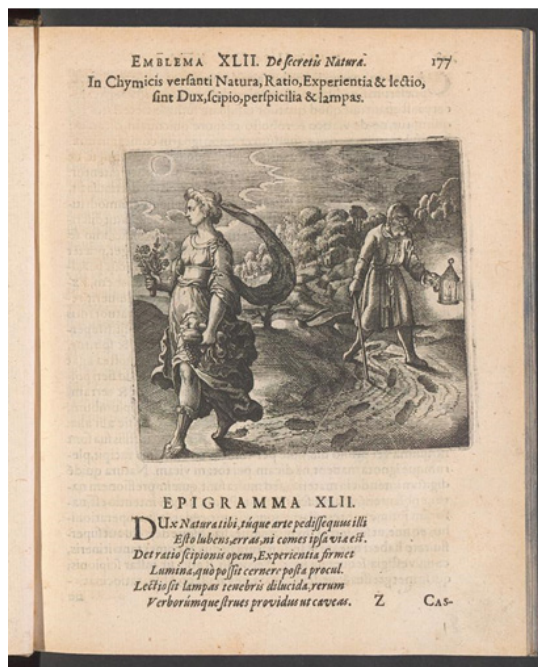 EMBLEMA XLII. De secretis Naturæ. 177
In Chymicis versanti Natura, Ratio, Experientia & lectio,
sint Dux, scipio, perspicilia & lampas.
EPIGRAMMA XLII.
DUx Natura tibi, túque arte pedissequus illi
Esto lubens, erras, ni comes ipsa viæ est.
Det ratio scipionis opem, Experientia firmet
Lumina, quò possit cernere posta procul.
Lectio sit lampas tenebris dilucida, rerum
Verborúmque strues providus ut caveas. Z CAS-